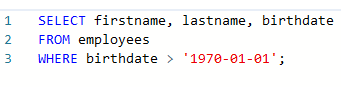 1 SELECT firstname, lastname, birthdate
2 FROM employees
3 WHERE birthdate > '1970-01-01';